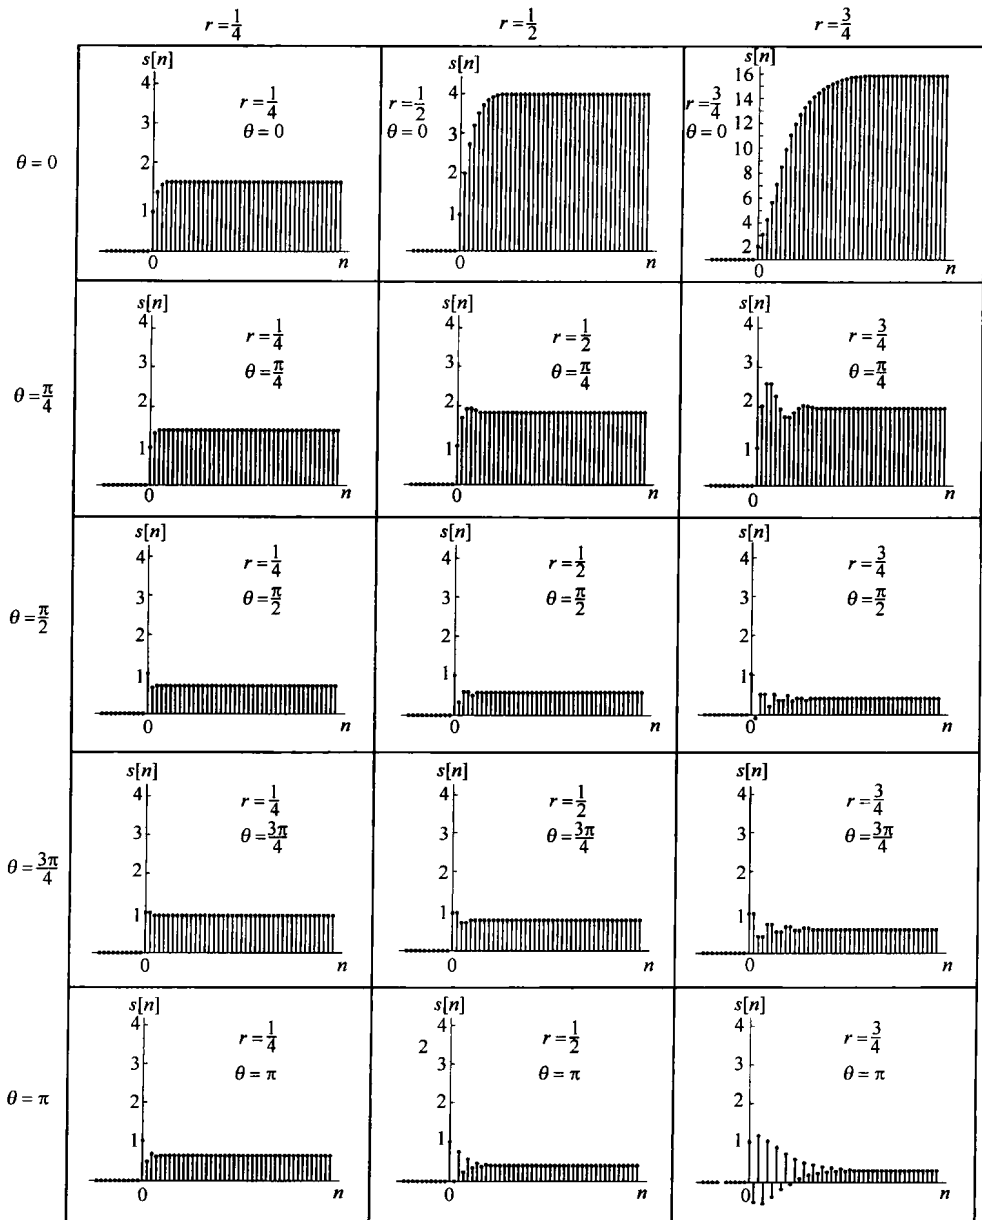 r = 1/4 r = 1/2 r = 3/4
θ = 0
s[n]
4
3
2
1
r = 1/4
θ = 0
0
n
s[n]
4
3
2
1
r = 1/2
θ = 0
0
n
s[n]
16
14
12
10
8
6
4
2
r = 3/4
θ = 0
0
n
θ = π/4
s[n]
4
3
2
1
r = 1/4
θ = π/4
0
n
s[n]
4
3
2
1
r = 1/2
θ = π/4
0
n
s[n]
4
3
2
1
r = 3/4
θ = π/4
0
n
θ = π/2
s[n]
4
3
2
1
r = 1/4
θ = π/2
0
n
s[n]
4
3
2
1
r = 1/2
θ = π/2
0
n
s[n]
4
3
2
1
r = 3/4
θ = π/2
0
n
θ = 3π/4
s[n]
4
3
2
1
r = 1/4
θ = 3π/4
0
n
s[n]
4
3
2
1
r = 1/2
θ = 3π/4
0
n
s[n]
4
3
2
1
r = 3/4
θ = 3π/4
0
n
θ = π
s[n]
4
3
2
1
r = 1/4
θ = π
0
n
s[n]
4
3
2
2
1
r = 1/2
θ = π
0
n
s[n]
4
3
2
1
r = 3/4
θ = π
0
n